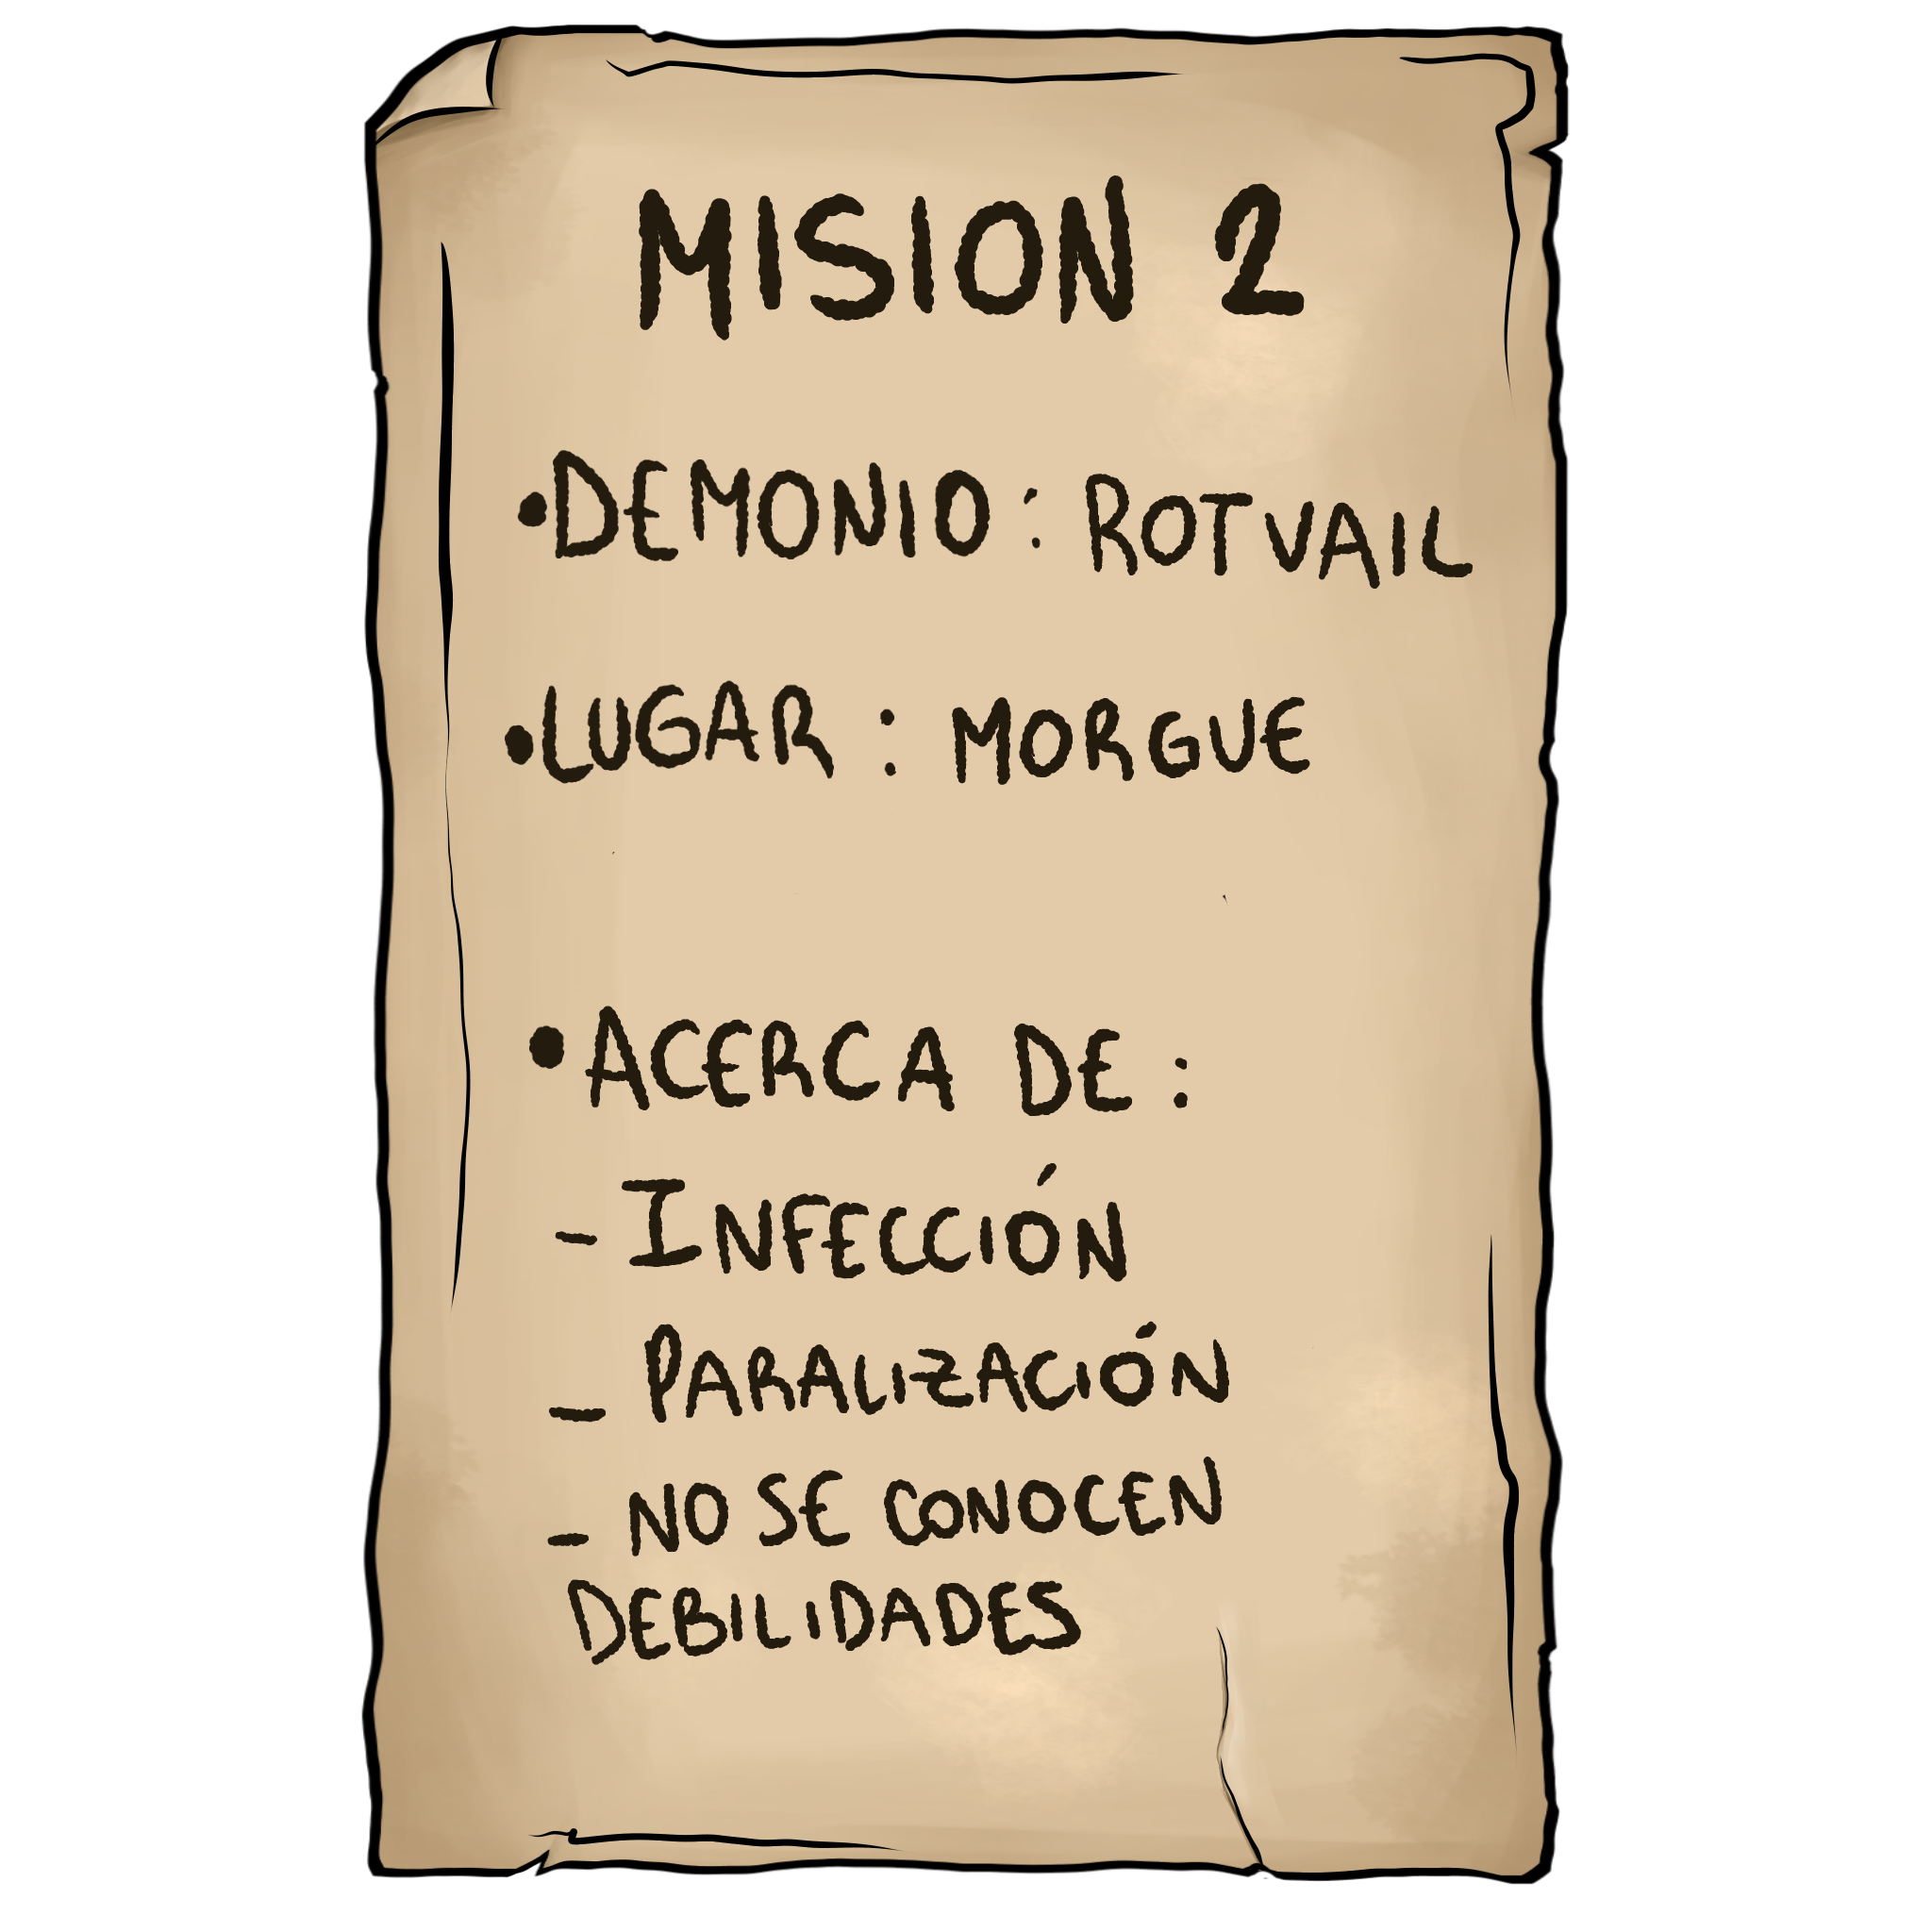 MISION 2
•DEMONIO: ROTVAIL
•LUGAR: MORGUE
•ACERCA DE:
-INFECCIÓN
_ PARALIZACIÓN
- NO SE CONOCEN
DEBILIDADES